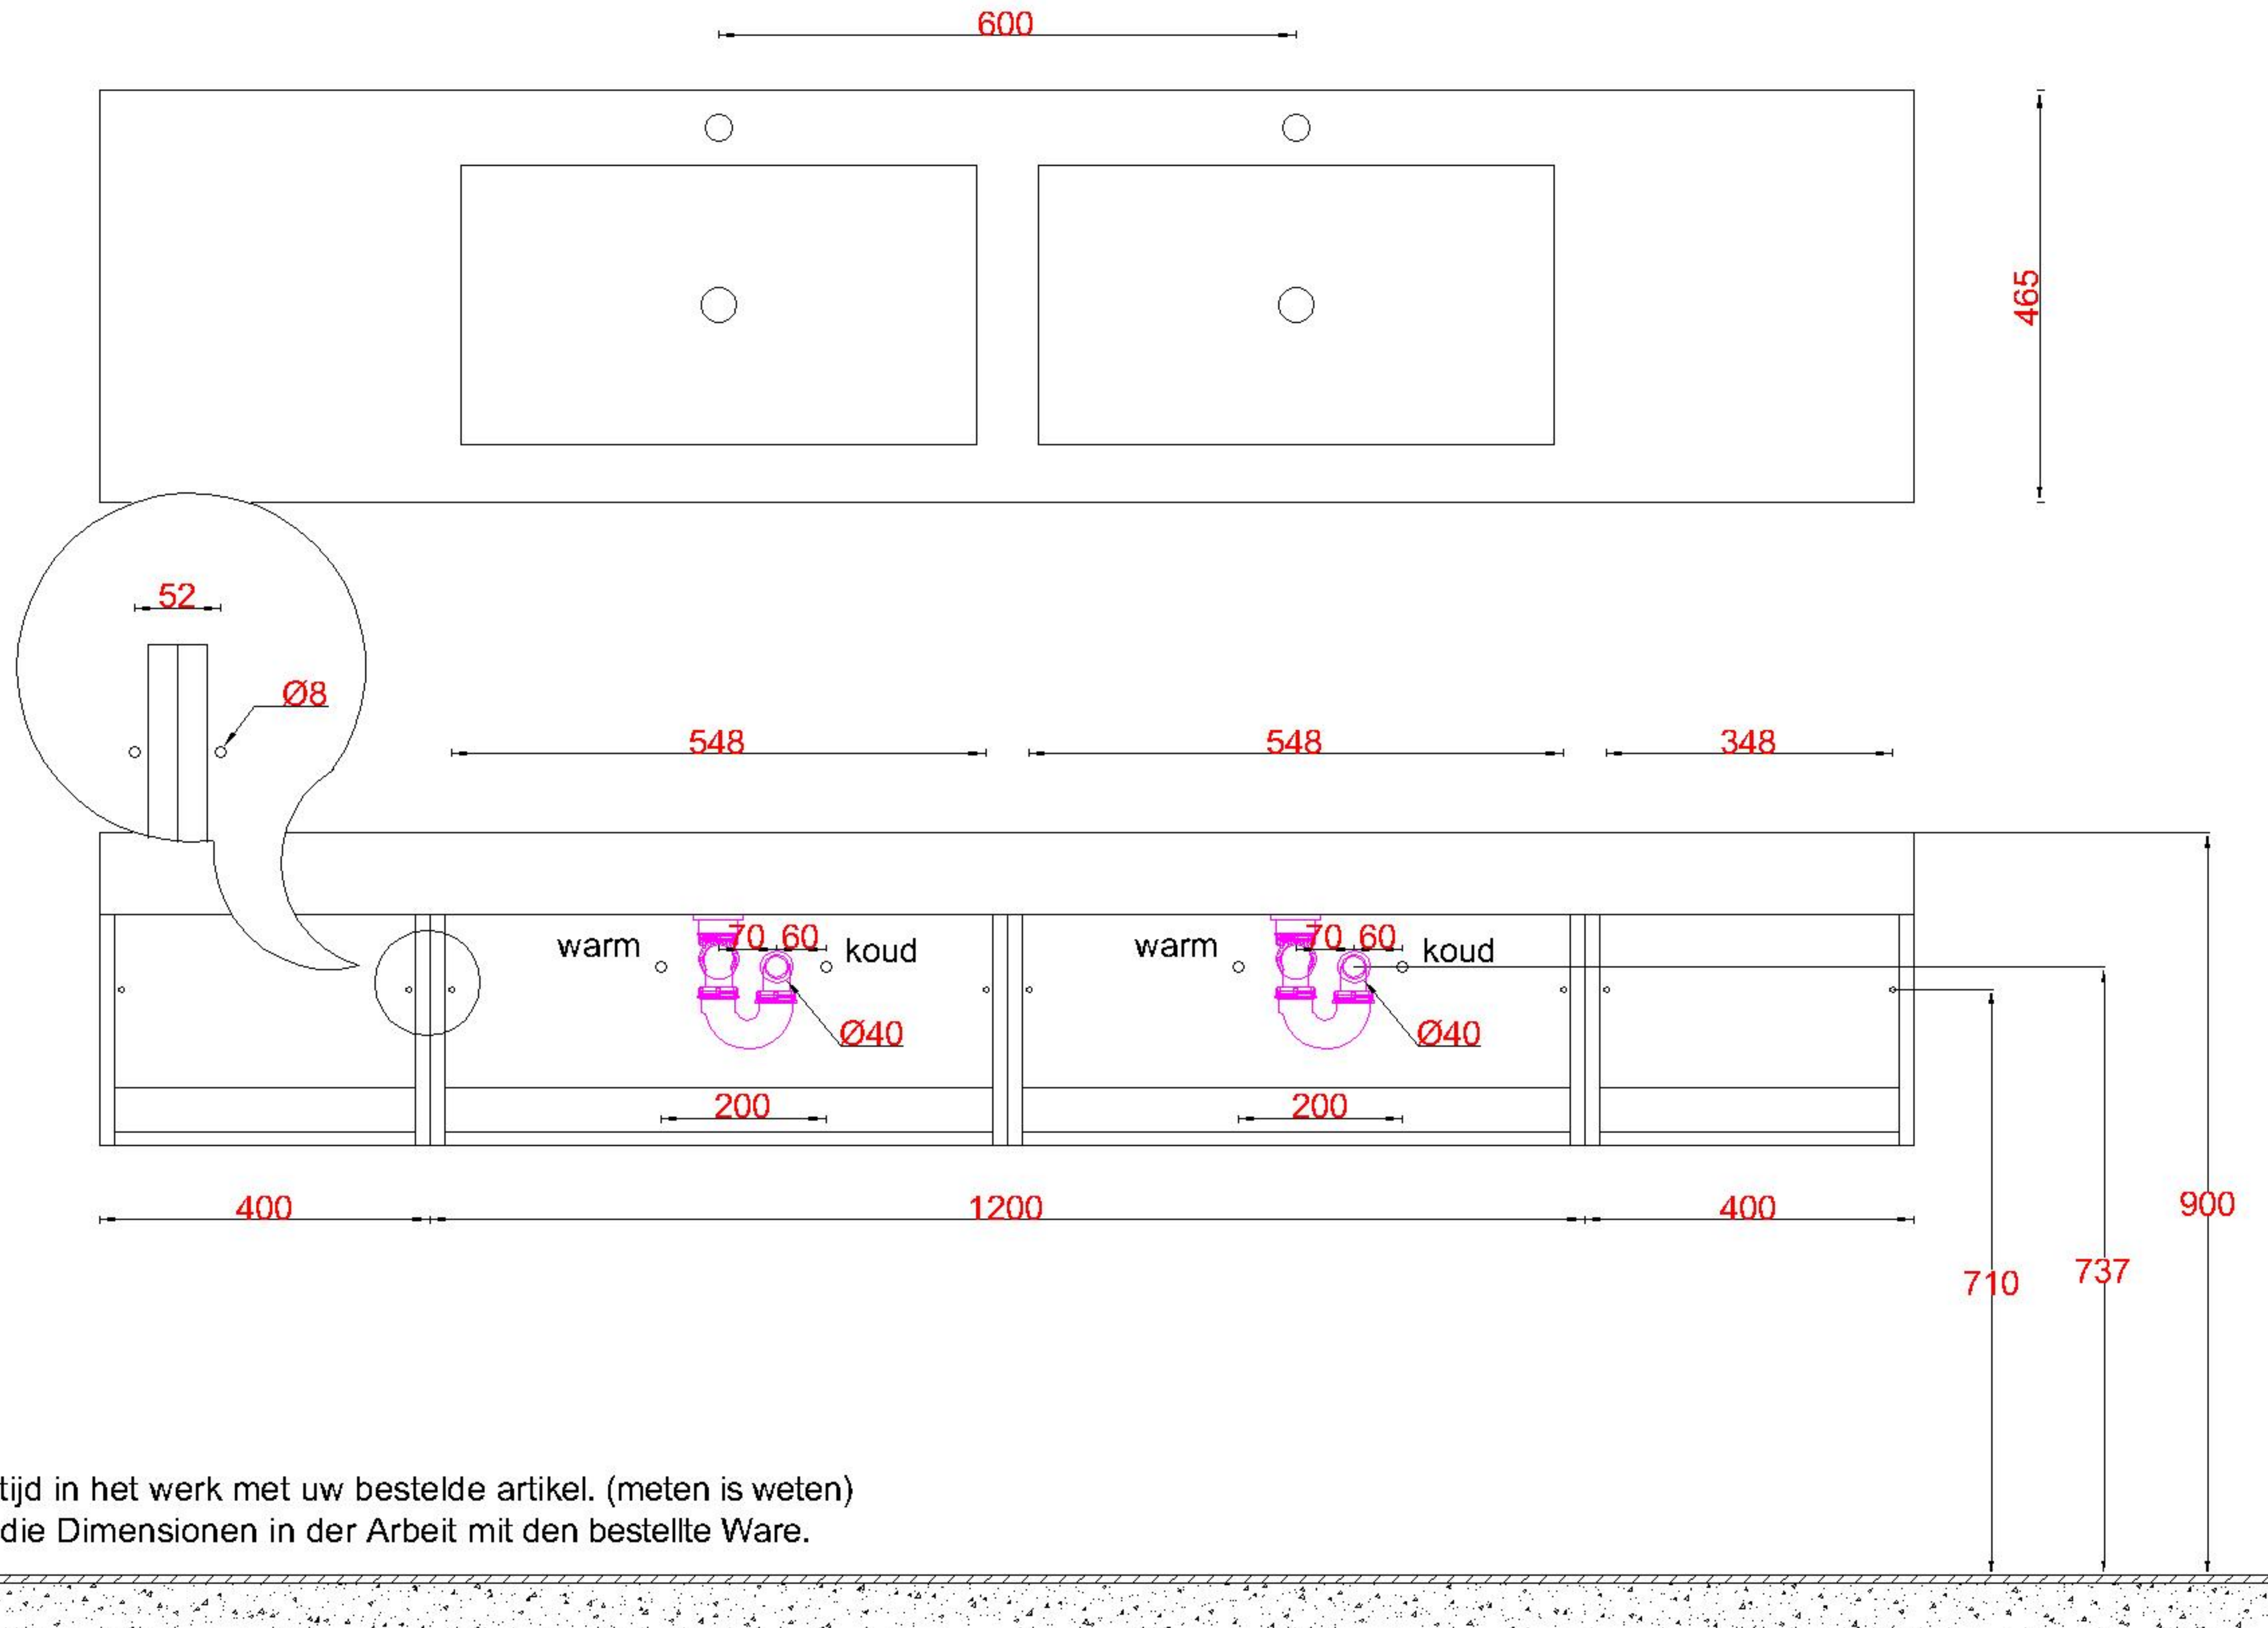 600
465
52
Ø8
548 548 348
warm 70 60 koud warm 70 60 koud
Ø40 Ø40
200 200
400 1200 400 900
710 737
tijd in het werk met uw bestelde artikel. (meten is weten)
die Dimensionen in der Arbeit mit den bestellte Ware.